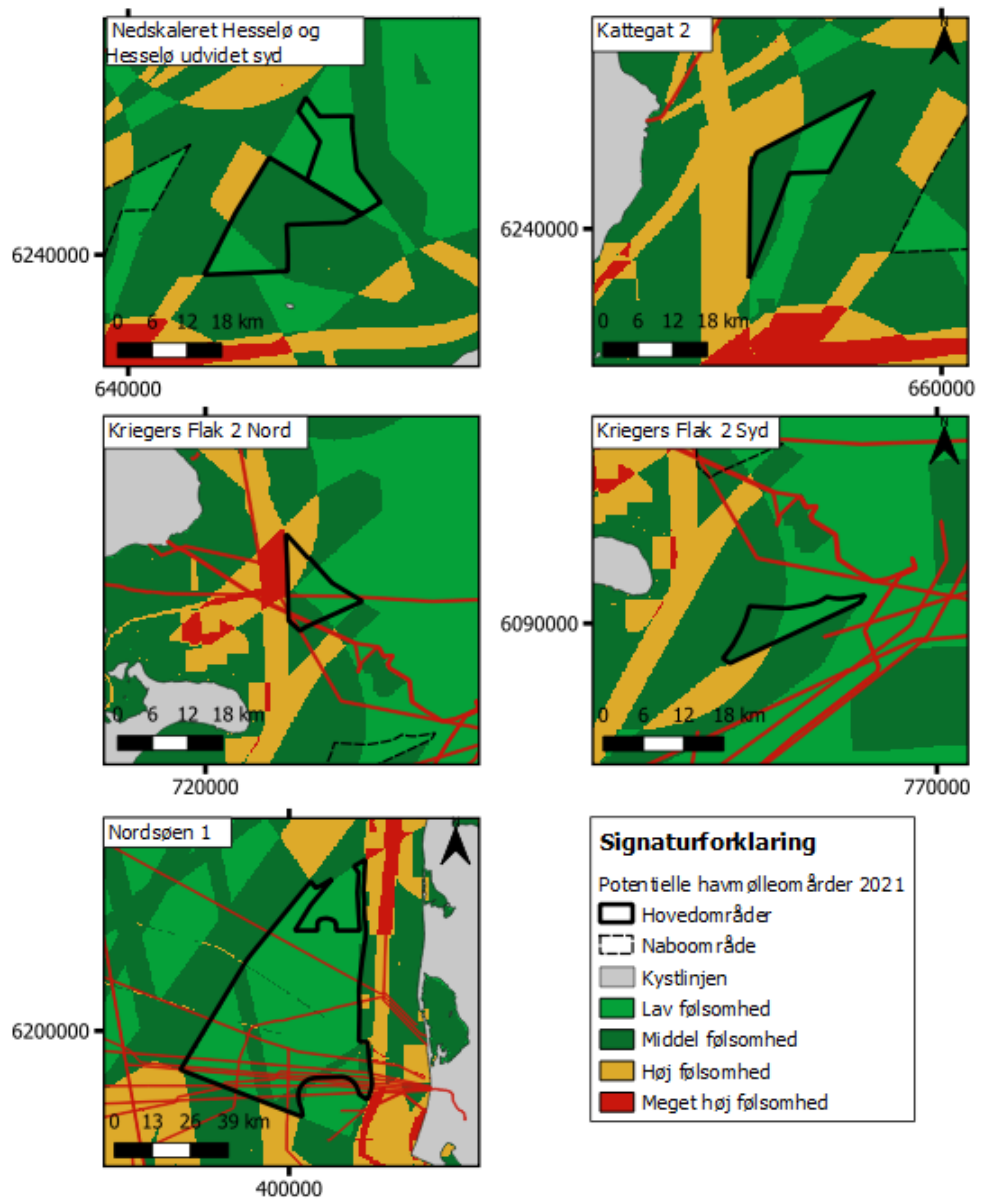 Nedskaleret Hesselø og
Hesselø udvidet syd
6240000
0 6 12 18 km
640000
Kattegat 2
N
6240000
0 6 12 18 km
660000
Kriegers Flak 2 Nord
0 6 12 18 km
720000
Kriegers Flak 2 Syd
N
6090000
0 6 12 18 km
770000
Nordsøen 1
N
6200000
0 13 26 39 km
400000
Signaturforklaring
Potentielle havmølleområder 2021
Hovedområder
Naboområde
Kystlinjen
Lav følsomhed
Middel følsomhed
Høj følsomhed
Meget høj følsomhed